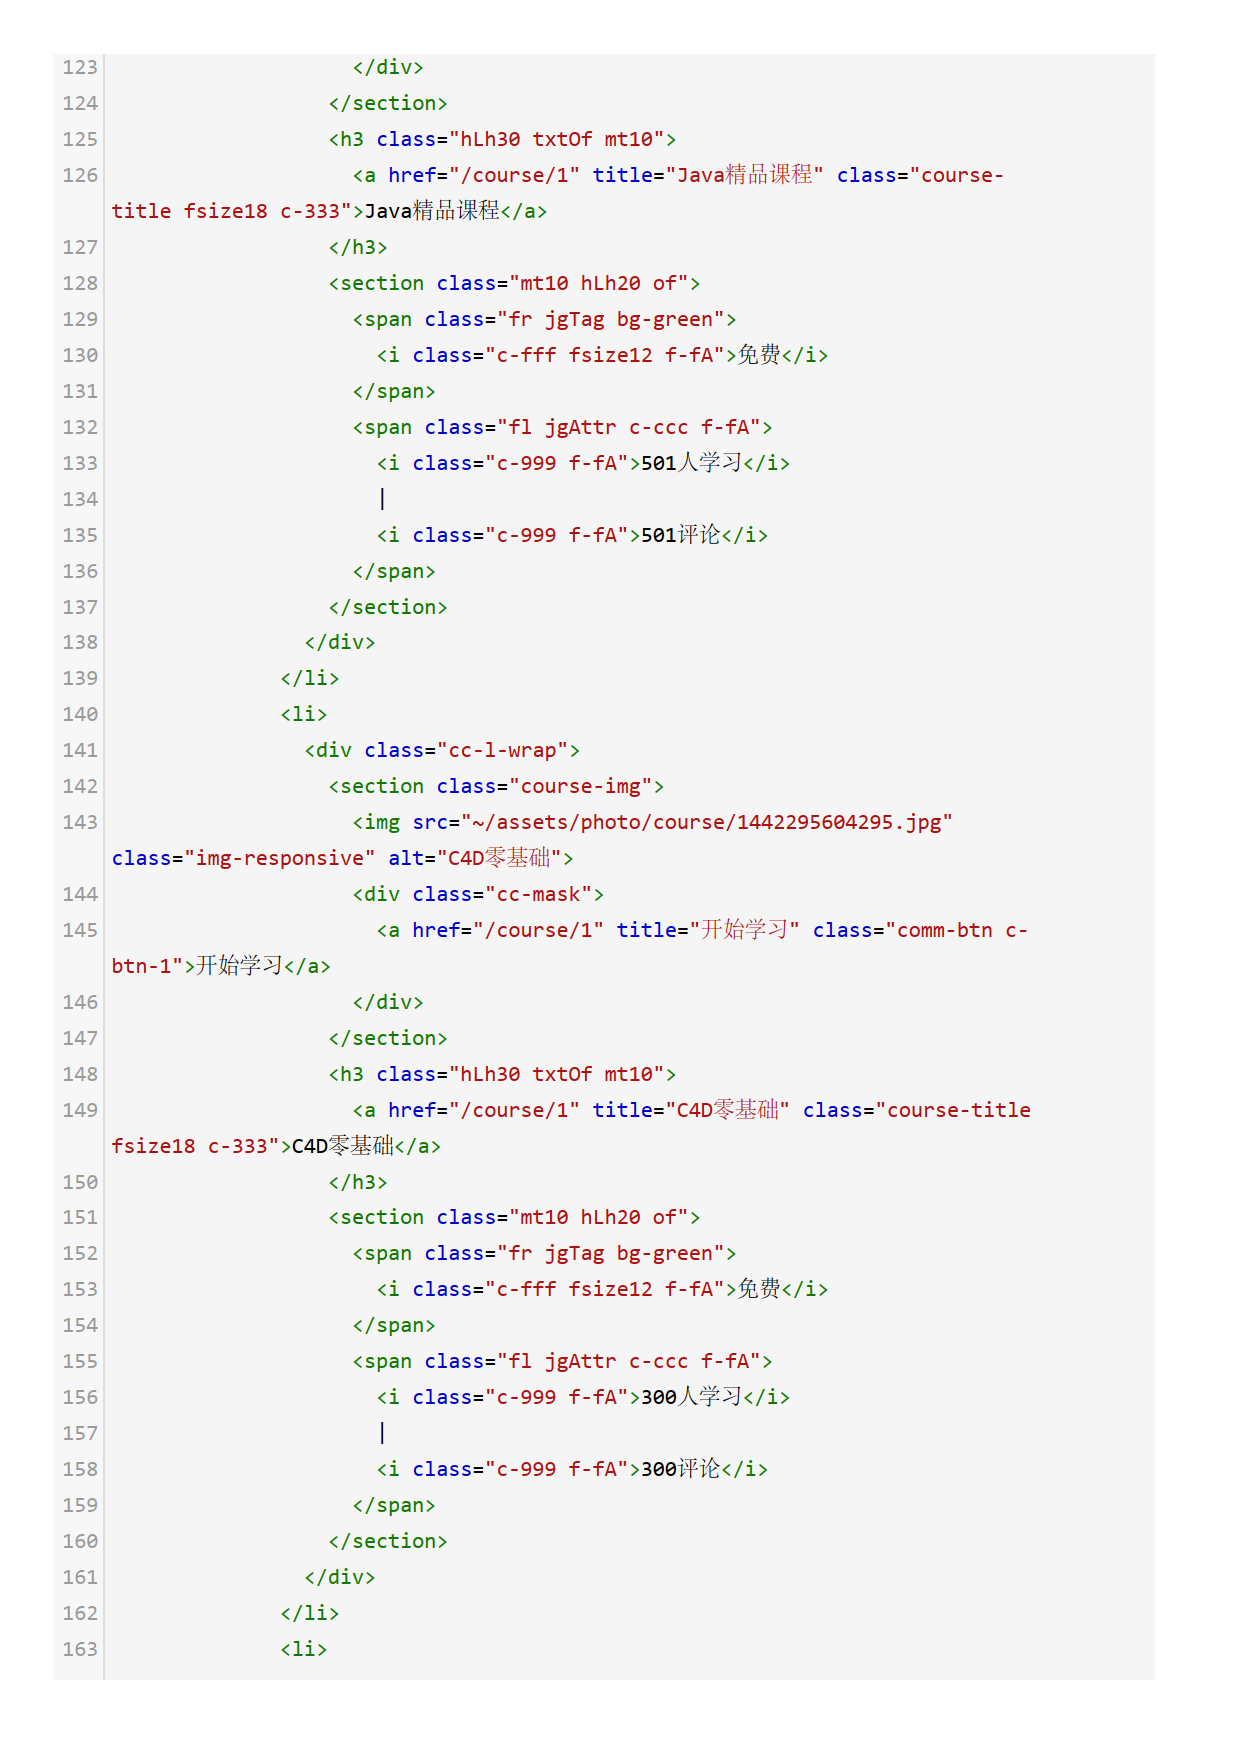 123 </div>
124 </section>
125 <h3 class="hLh30 txtOf mt10">
126 <a href="/course/1" title="Java精品课程" class="course-
title fsize18 c-333">Java精品课程</a>
127 </h3>
128 <section class="mt10 hLh20 of">
129 <span class="fr jgTag bg-green">
130 <i class="c-fff fsize12 f-fA">免费</i>
131 </span>
132 <span class="fl jgAttr c-ccc f-fA">
133 <i class="c-999 f-fA">501人学习</i>
134 |
135 <i class="c-999 f-fA">501评论</i>
136 </span>
137 </section>
138 </div>
139 </li>
140 <li>
141 <div class="cc-l-wrap">
142 <section class="course-img">
143 <img src="~/assets/photo/course/1442295604295.jpg"
class="img-responsive" alt="C4D零基础">
144 <div class="cc-mask">
145 <a href="/course/1" title="开始学习" class="comm-btn c-
btn-1">开始学习</a>
146 </div>
147 </section>
148 <h3 class="hLh30 txtOf mt10">
149 <a href="/course/1" title="C4D零基础" class="course-title
fsize18 c-333">C4D零基础</a>
150 </h3>
151 <section class="mt10 hLh20 of">
152 <span class="fr jgTag bg-green">
153 <i class="c-fff fsize12 f-fA">免费</i>
154 </span>
155 <span class="fl jgAttr c-ccc f-fA">
156 <i class="c-999 f-fA">300人学习</i>
157 |
158 <i class="c-999 f-fA">300评论</i>
159 </span>
160 </section>
161 </div>
162 </li>
163 <li>